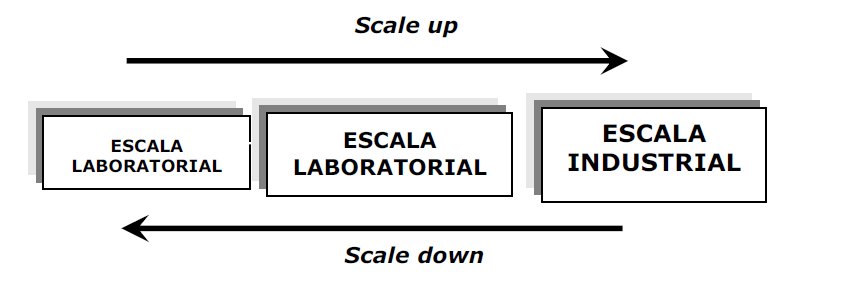 Scale up
ESCALA
LABORATORIAL
ESCALA
LABORATORIAL
ESCALA
INDUSTRIAL
Scale down